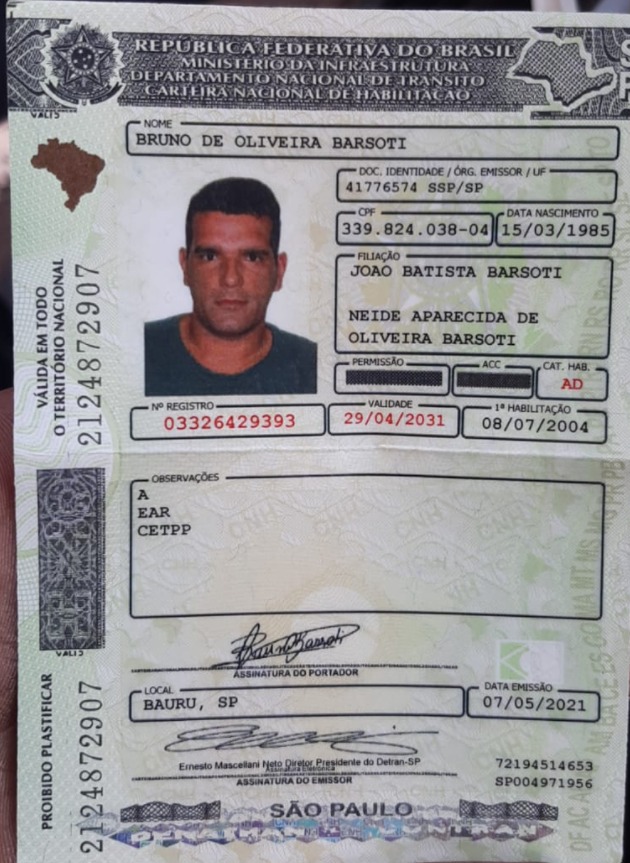 REPÚBLICA FEDERATIVA DO BRASIL
MINISTÉRIO DA INFRAESTRUTURA
DEPARTAMENTO NACIONAL DE TRÂNSITO
CARTEIRA NACIONAL DE HABILITAÇÃO
VÁLIDA EM TODO
O TERRITÓRIO NACIONAL
2124872907
NOME
BRUNO DE OLIVEIRA BARSOTI
DOC. IDENTIDADE / ÓRG. EMISSOR / UF
41776574 SSP/SP
CPF
339.824.038-04
DATA NASCIMENTO
15/03/1985
FILIAÇÃO
JOAO BATISTA BARSOTI
NEIDE APARECIDA DE
OLIVEIRA BARSOTI
PERMISSÃO
ACC
CAT. HAB.
AD
Nº REGISTRO
03326429393
VALIDADE
29/04/2031
1ª HABILITAÇÃO
08/07/2004
OBSERVAÇÕES
A
EAR
CETPP
ASSINATURA DO PORTADOR
LOCAL
BAURU, SP
DATA EMISSÃO
07/05/2021
Ernesto Mascellani Neto Diretor Presidente do Detran-SP
Assinatura Eletrônica
ASSINATURA DO EMISSOR
72194514653
SP004971956
PROIBIDO PLASTIFICAR
2124872907
SÃO PAULO